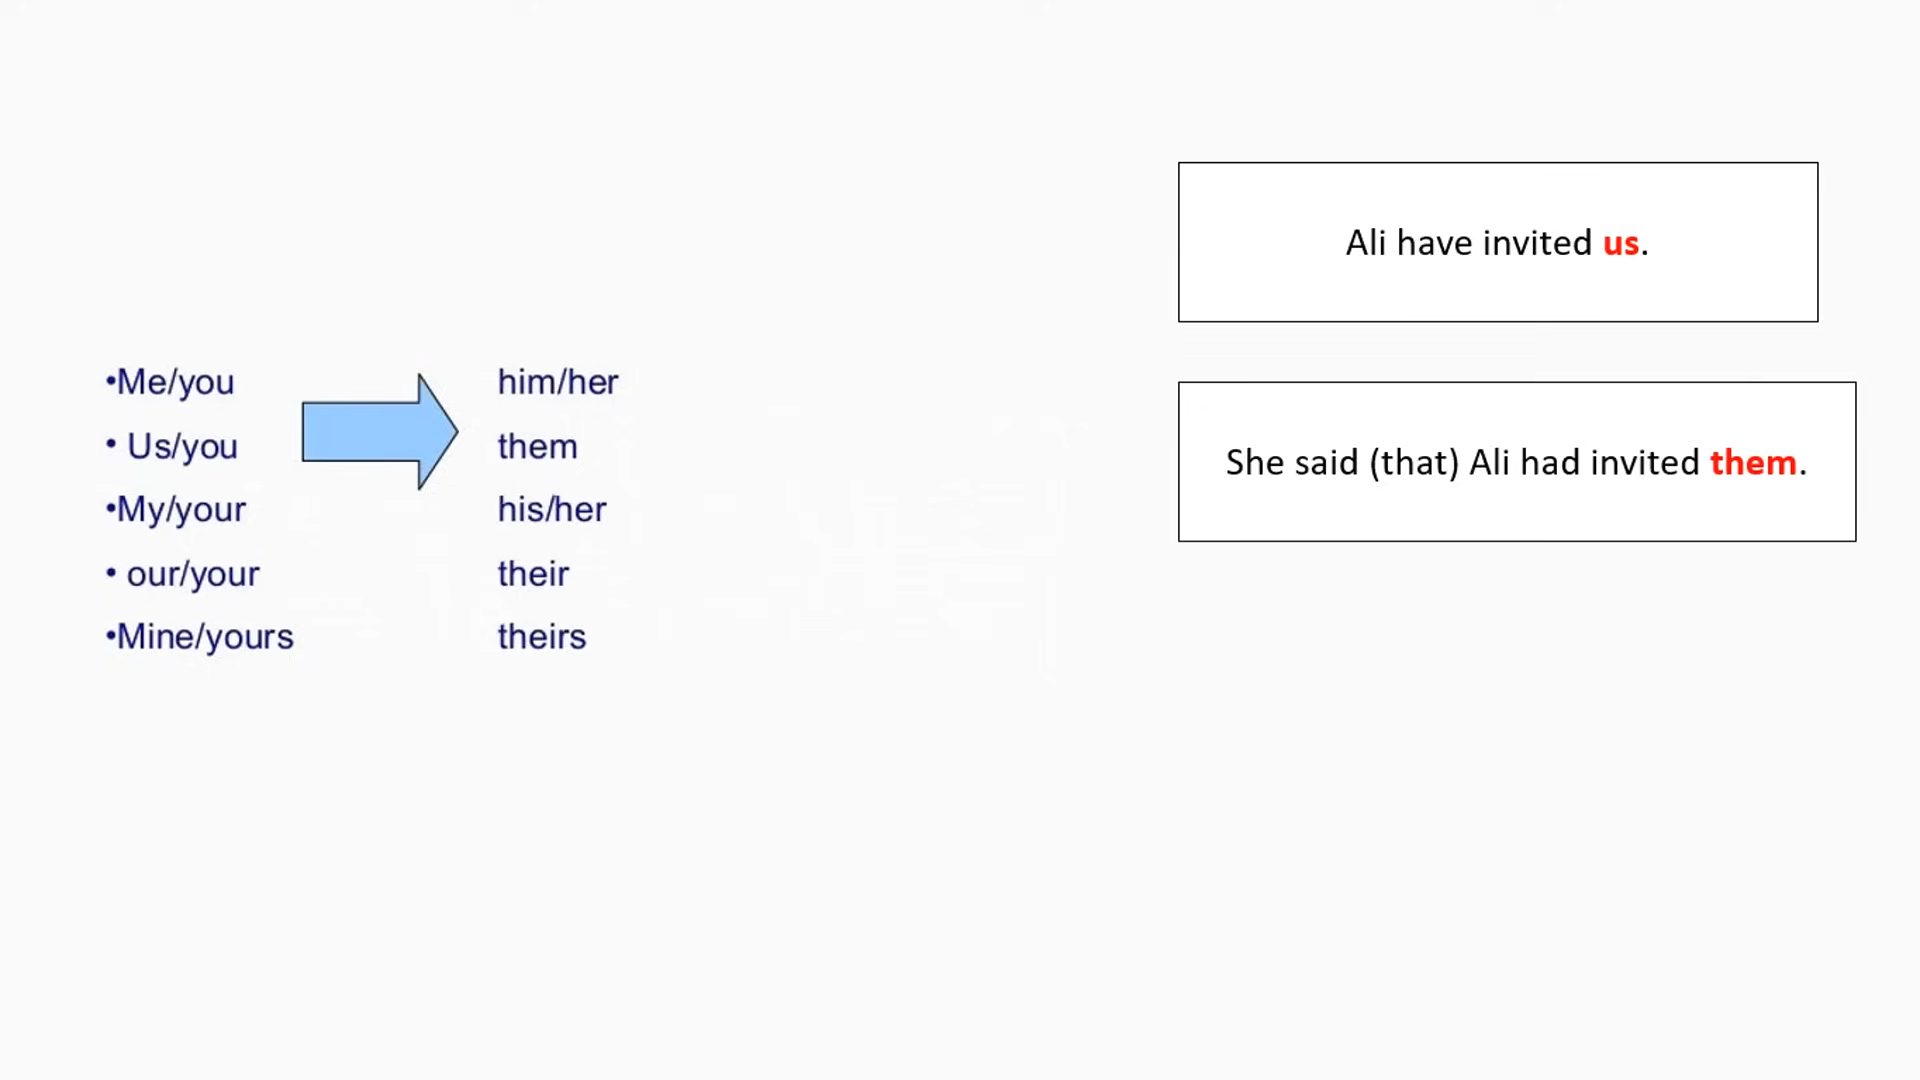 •Me/you him/her
• Us/you them
•My/your his/her
• our/your their
•Mine/yours theirs
Ali have invited us.
She said (that) Ali had invited them.